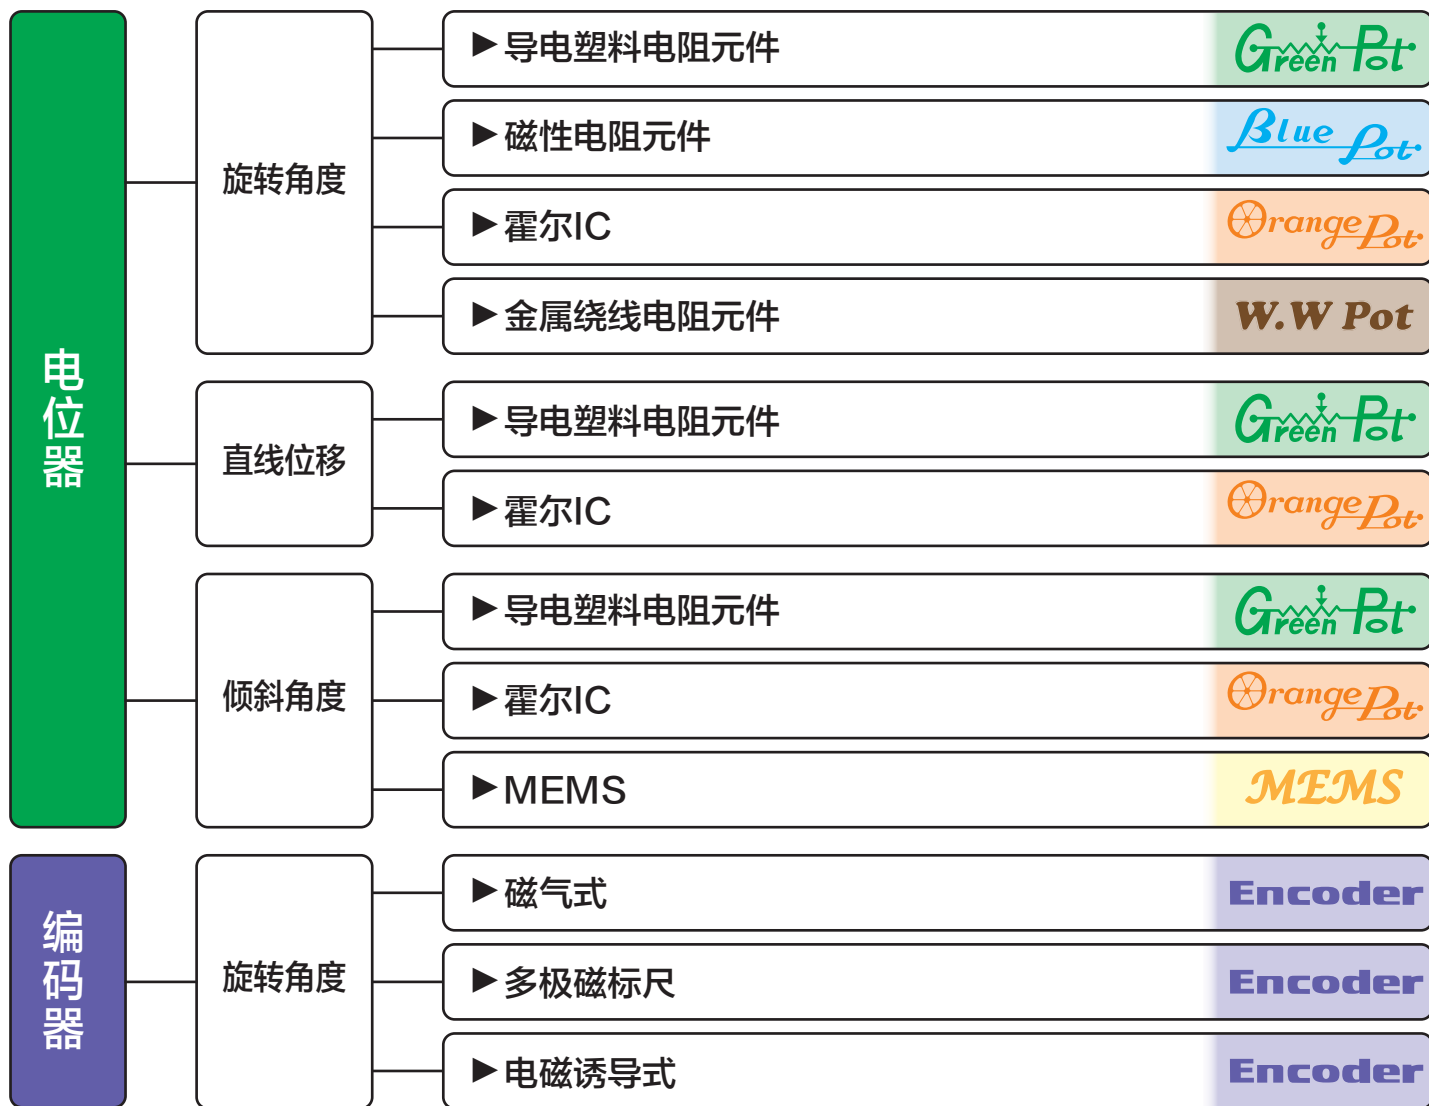 电位器
旋转角度
▶导电塑料电阻元件 Green Pot
▶磁性电阻元件 Blue Pot
▶霍尔IC Orange Pot
▶金属绕线电阻元件 W.W Pot
直线位移
▶导电塑料电阻元件 Green Pot
▶霍尔IC Orange Pot
倾斜角度
▶导电塑料电阻元件 Green Pot
▶霍尔IC Orange Pot
▶MEMS MEMS
编码器
旋转角度
▶磁气式 Encoder
▶多极磁标尺 Encoder
▶电磁诱导式 Encoder